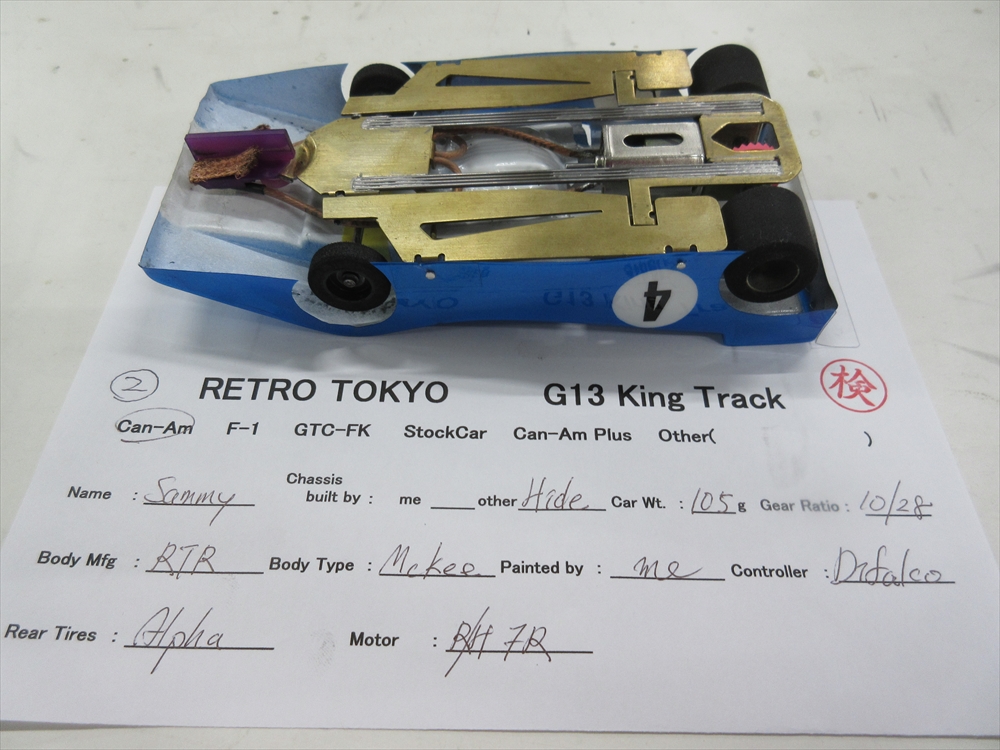 4
② RETRO TOKYO G13 King Track 検
Can-Am F-1 GTC-FK StockCar Can-Am Plus Other( )
Name : Sammy Chassis built by : me ____ other Hide Car Wt. : 105 g Gear Ratio : 10/28
Body Mfg : RTR Body Type : Mckee Painted by : me Controller : Difalco
Rear Tires : Alpha Motor : R/H 7R